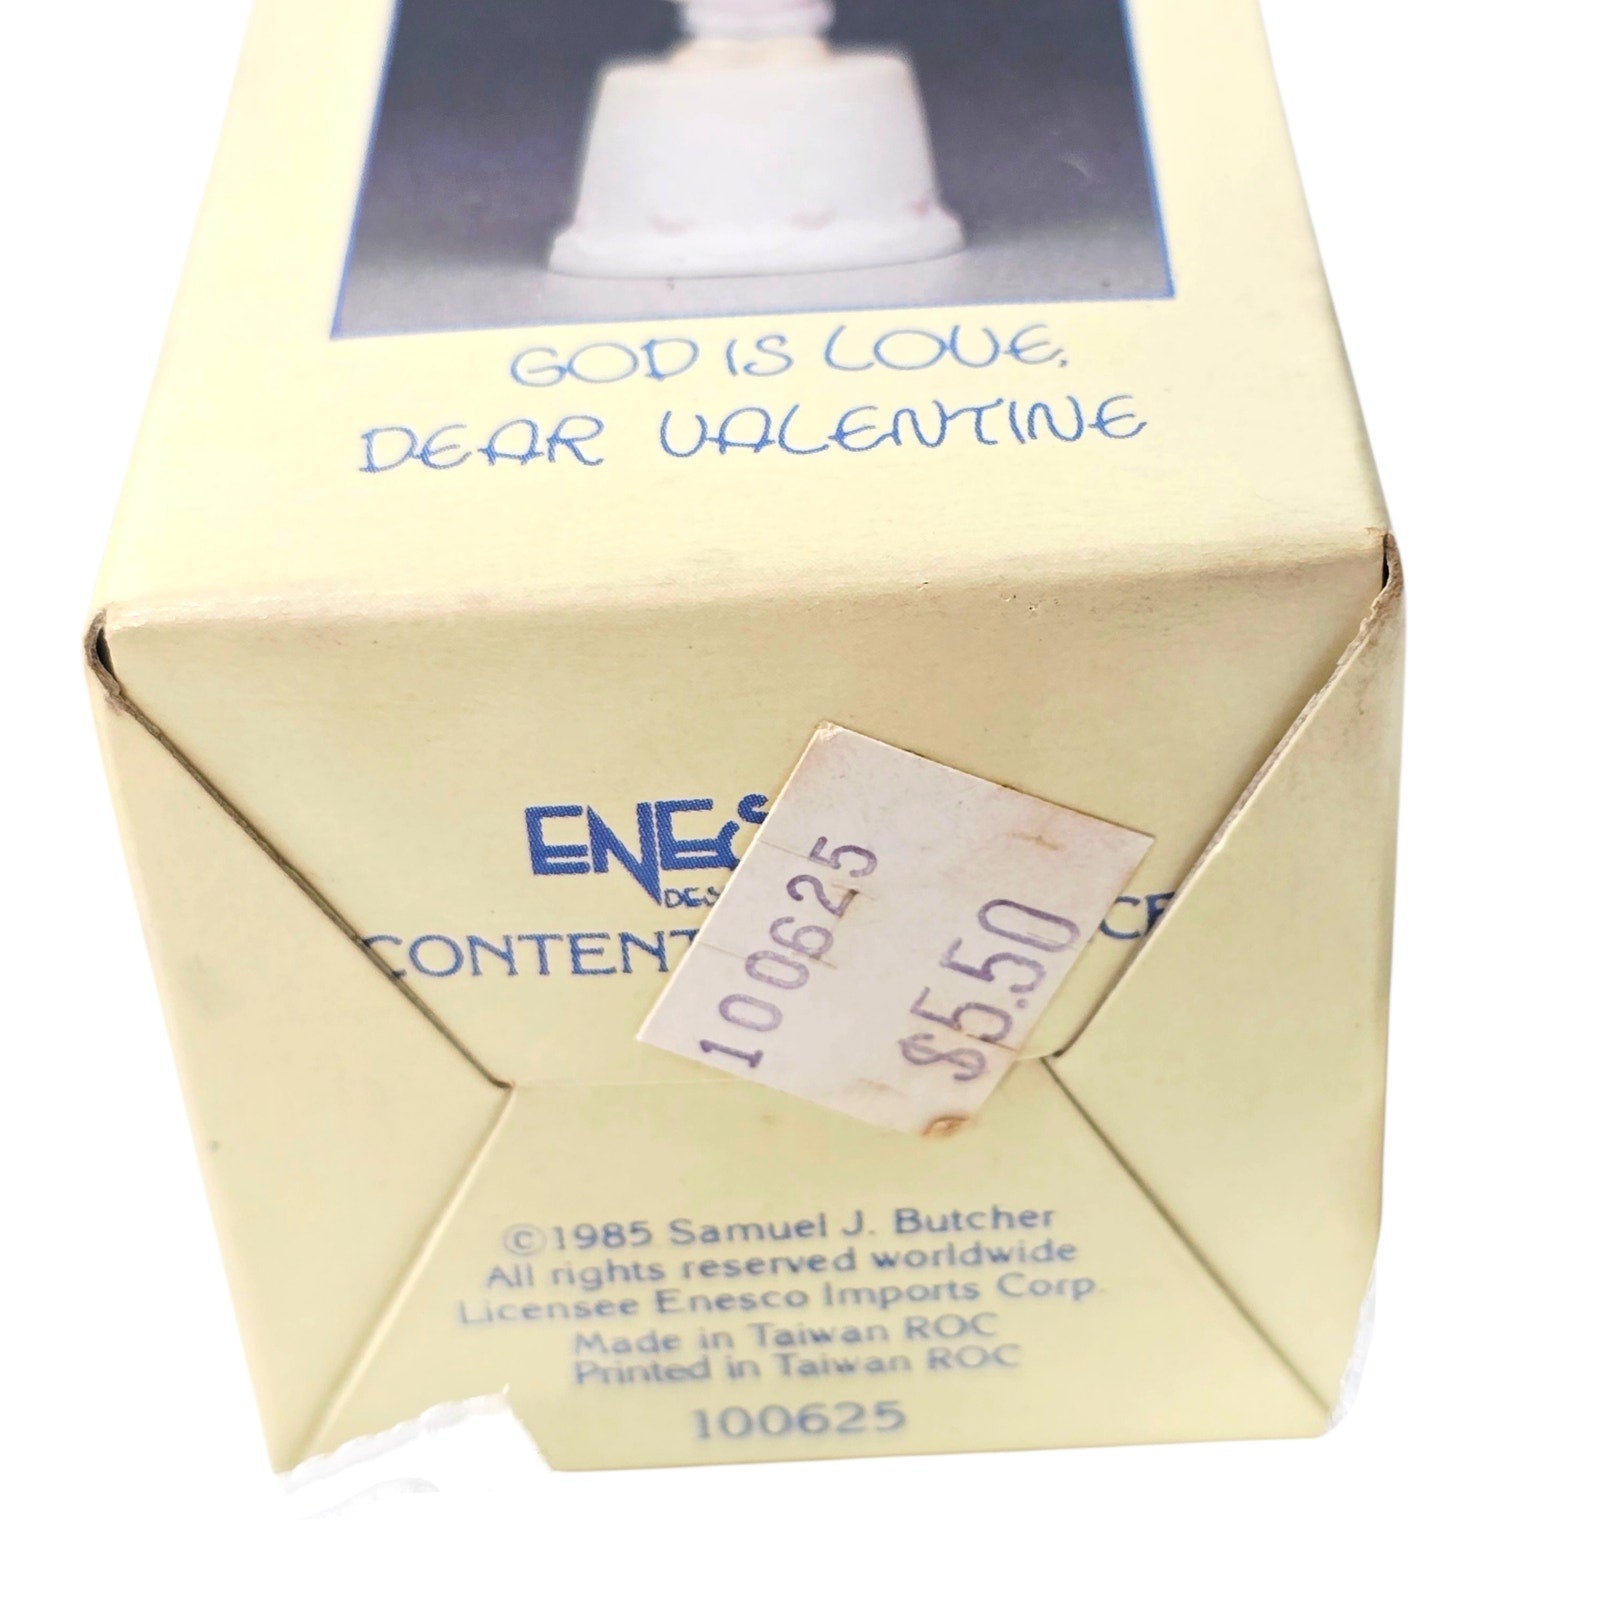 GOD IS LOVE,
DEAR VALENTINE
ENES
DES
CONTENT
CE
100625
$5.50
©1985 Samuel J. Butcher
All rights reserved worldwide
Licensee Enesco Imports Corp.
Made in Taiwan ROC
Printed in Taiwan ROC
100625